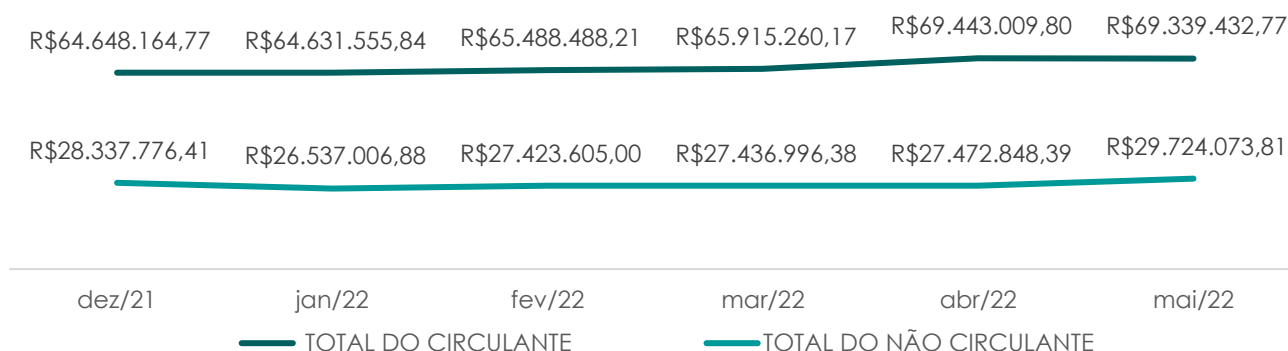 R$64.648.164,77 R$64.631.555,84 R$65.488.488,21 R$65.915.260,17 R$69.443.009,80 R$69.339.432,77
R$28.337.776,41 R$26.537.006,88 R$27.423.605,00 R$27.436.996,38 R$27.472.848,39 R$29.724.073,81
dez/21 jan/22 fev/22 mar/22 abr/22 mai/22
TOTAL DO CIRCULANTE TOTAL DO NÃO CIRCULANTE